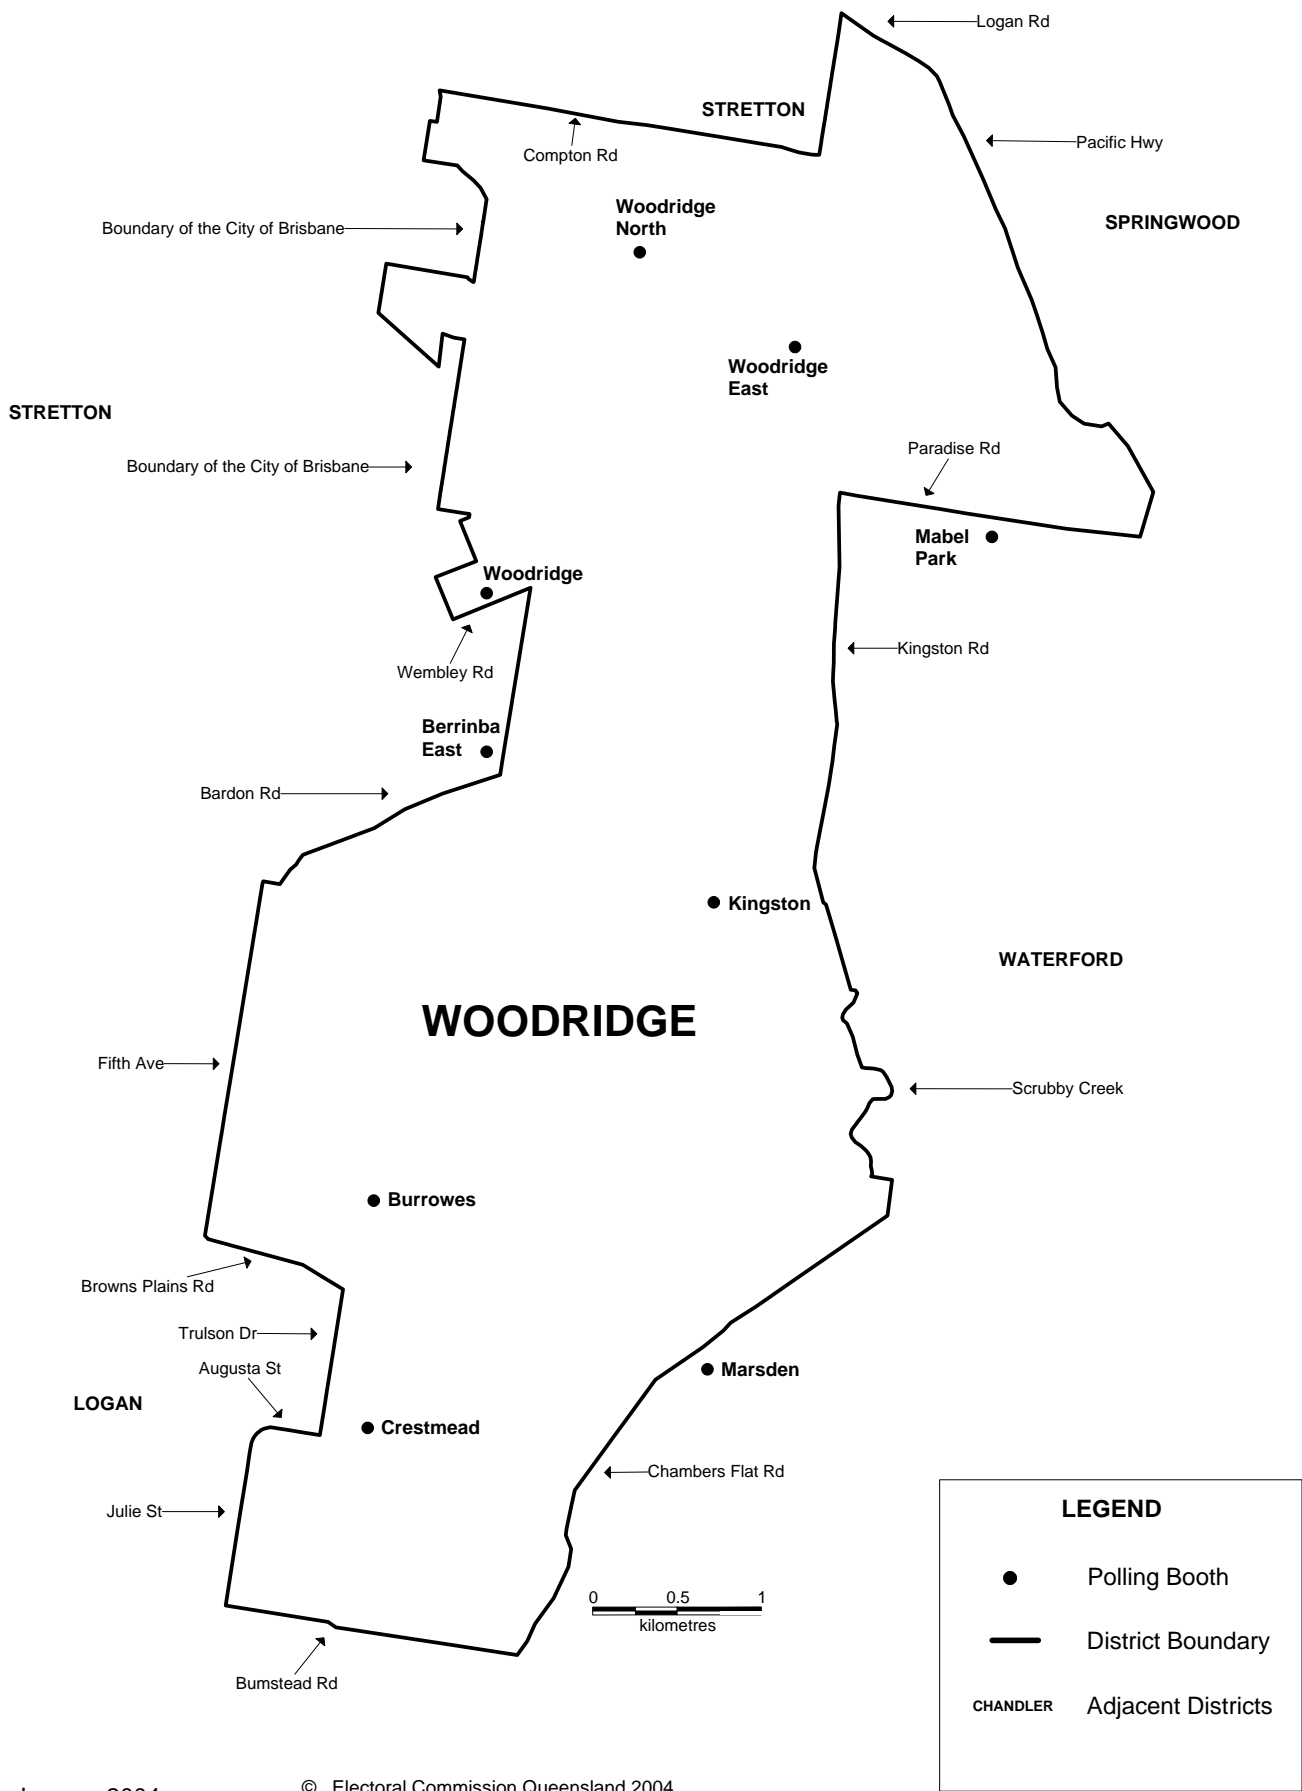 Logan Rd
STRETTON
Pacific Hwy
Compton Rd
Woodridge
North
SPRINGWOOD
Boundary of the City of Brisbane
Woodridge
East
STRETTON
Paradise Rd
Boundary of the City of Brisbane
Mabel
Park
Woodridge
Kingston Rd
Wembley Rd
Berrinba
East
Bardon Rd
Kingston
WATERFORD
WOODRIDGE
Fifth Ave
Scrubby Creek
Burrowes
Browns Plains Rd
Trulson Dr
Augusta St
Marsden
LOGAN
Crestmead
Chambers Flat Rd
Julie St
LEGEND
Polling Booth
0 0.5 1
kilometres
District Boundary
Bumstead Rd
CHANDLER Adjacent Districts
2004
© Electoral Commission Queensland 2004